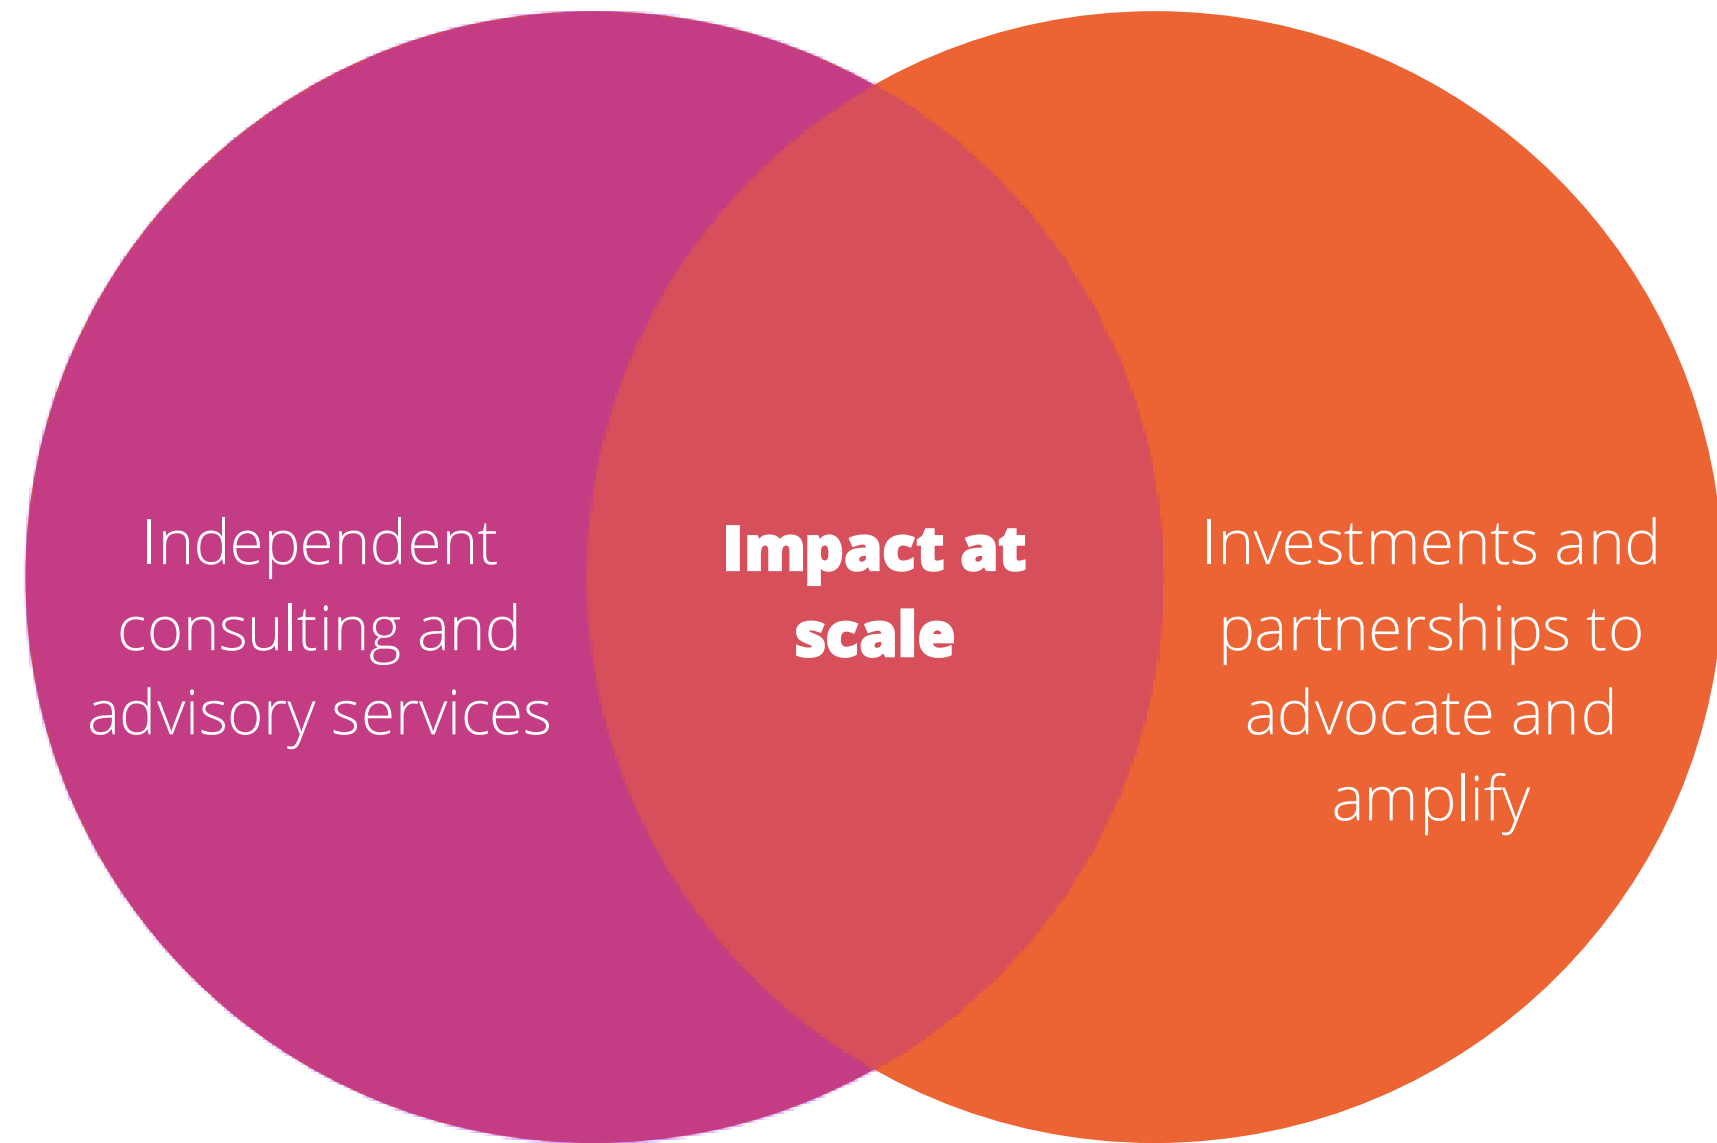 Independent
consulting and
advisory services
Impact at
scale
Investments and
partnerships to
advocate and
amplify